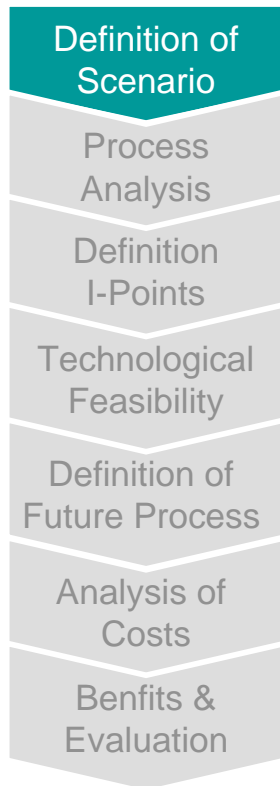 Definition of
Scenario
Process
Analysis
Definition
I-Points
Technological
Feasibility
Definition of
Future Process
Analysis of
Costs
Benfits &
Evaluation